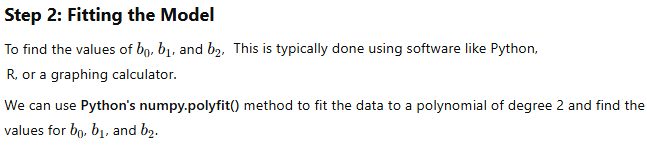 Step 2: Fitting the Model
To find the values of b₀, b₁, and b₂, This is typically done using software like Python,
R, or a graphing calculator.
We can use Python's numpy.polyfit() method to fit the data to a polynomial of degree 2 and find the
values for b₀, b₁, and b₂.